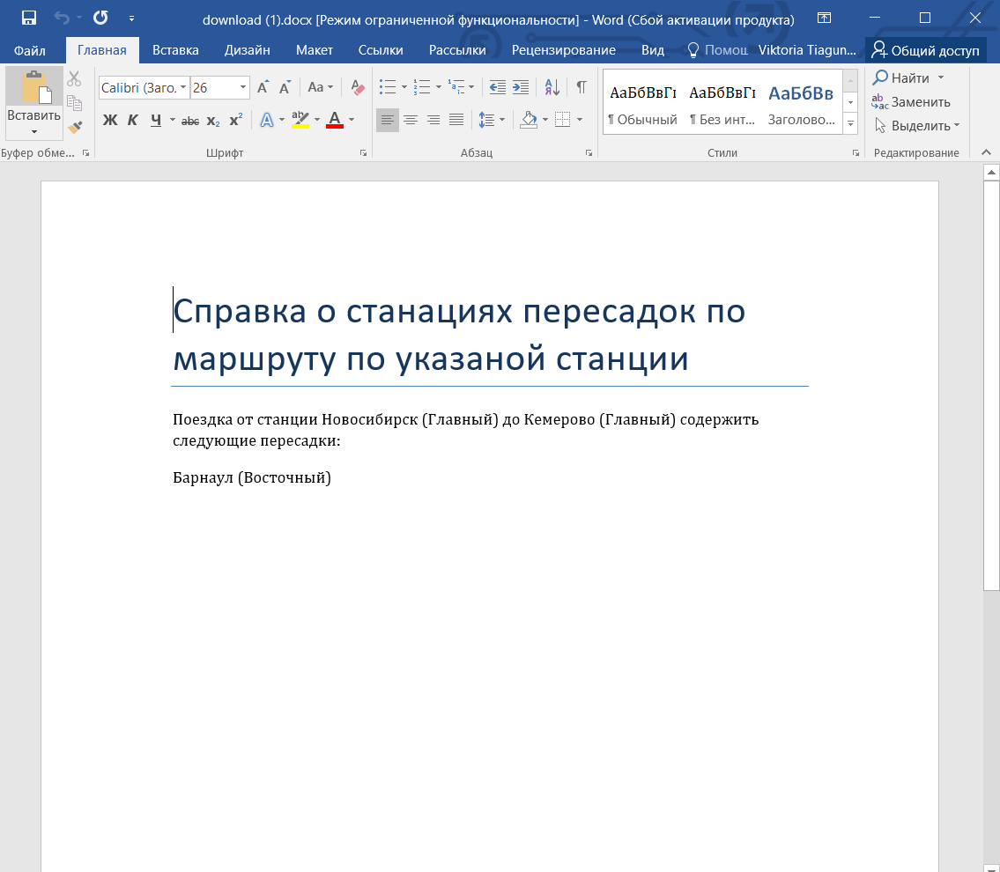 download (1).docx [Режим ограниченной функциональности] - Word (Сбой активации продукта)
Файл Главная Вставка Дизайн Макет Ссылки Рассылки Рецензирование Вид Помощ Viktoria Tiagun... Общий доступ
Calibri (Заго. 26 Aa АаБбВвГг АаБбВвГг АаБбВв Найти
Вставить Ж К Ч abc x₂ x² ¶ Обычный ¶ Без инт... Заголово... Заменить
Выделить
Буфер обме... Шрифт Абзац Стили Редактирование
Справка о станациях пересадок по
маршруту по указаной станции
Поездка от станции Новосибирск (Главный) до Кемерово (Главный) содержить
следующие пересадки:
Барнаул (Восточный)